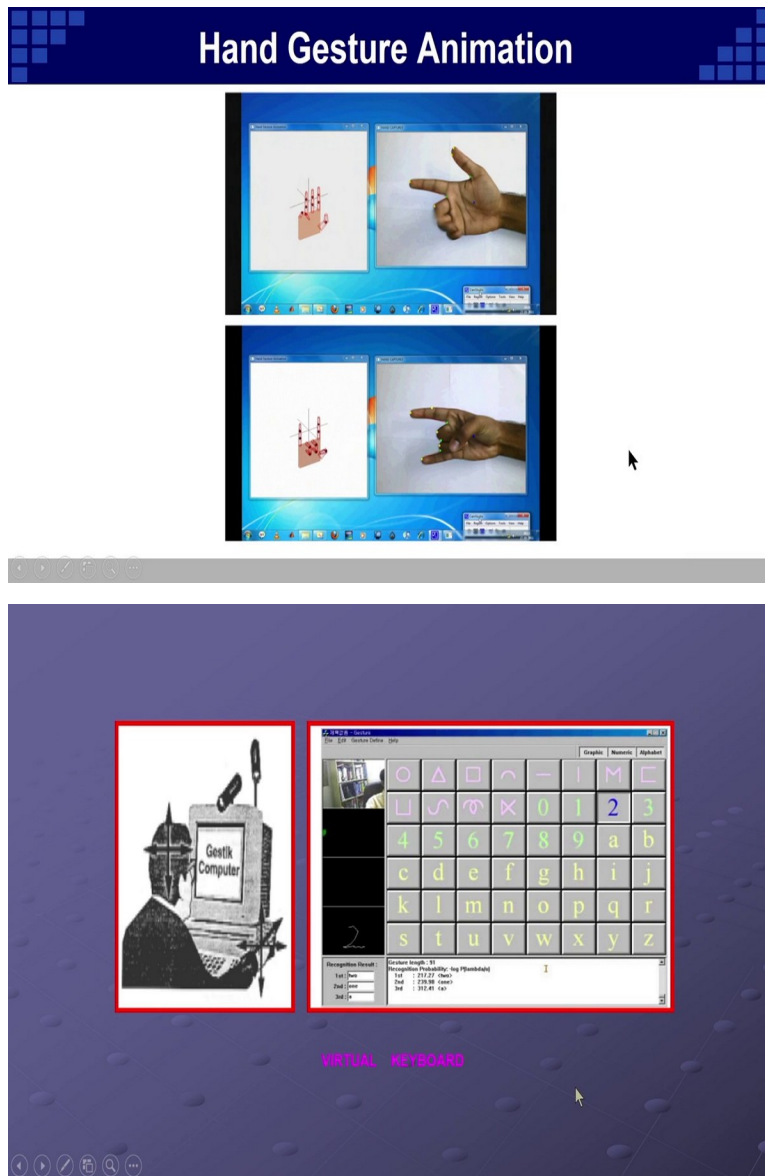 Hand Gesture Animation
Gestik
Computer
Gesture
File Edit Gesture Define Help
Graphic Numeric Alphabet
M
0 1 2 3
4 5 6 7 8 9 a b
c d e f g h i j
k l m n o p q r
s t u v w x y z
2
Recognition Result :
1st : two
2nd : one
3rd : a
Gesture length : 91
Recognition Probability: -log P(lambda|o)
1st : 217.27 <two>
2nd : 239.98 <one>
3rd : 312.41 <a>
VIRTUAL KEYBOARD